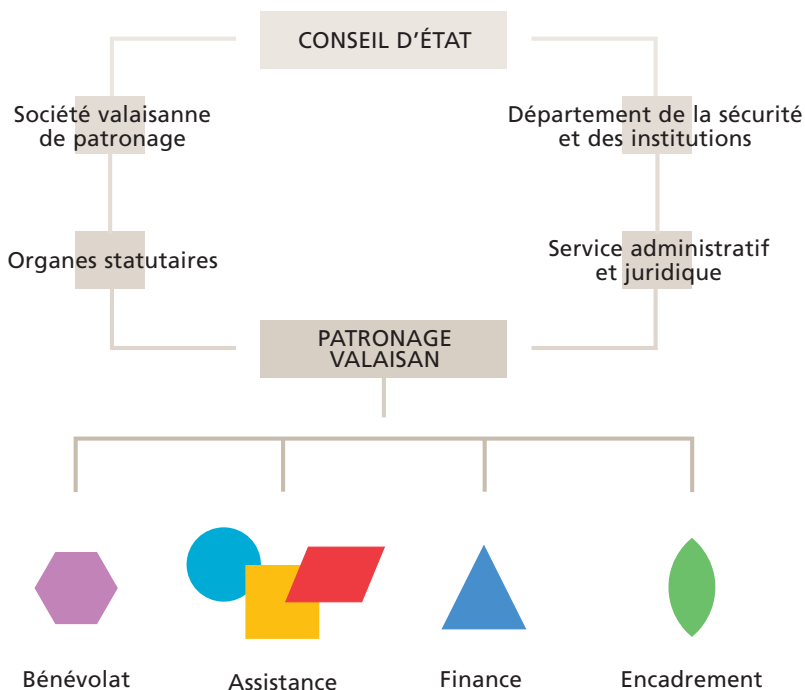 CONSEIL D’ÉTAT
Société valaisanne
de patronage
Département de la sécurité
et des institutions
Organes statutaires
Service administratif
et juridique
PATRONAGE
VALAISAN
Bénévolat
Assistance
Finance
Encadrement